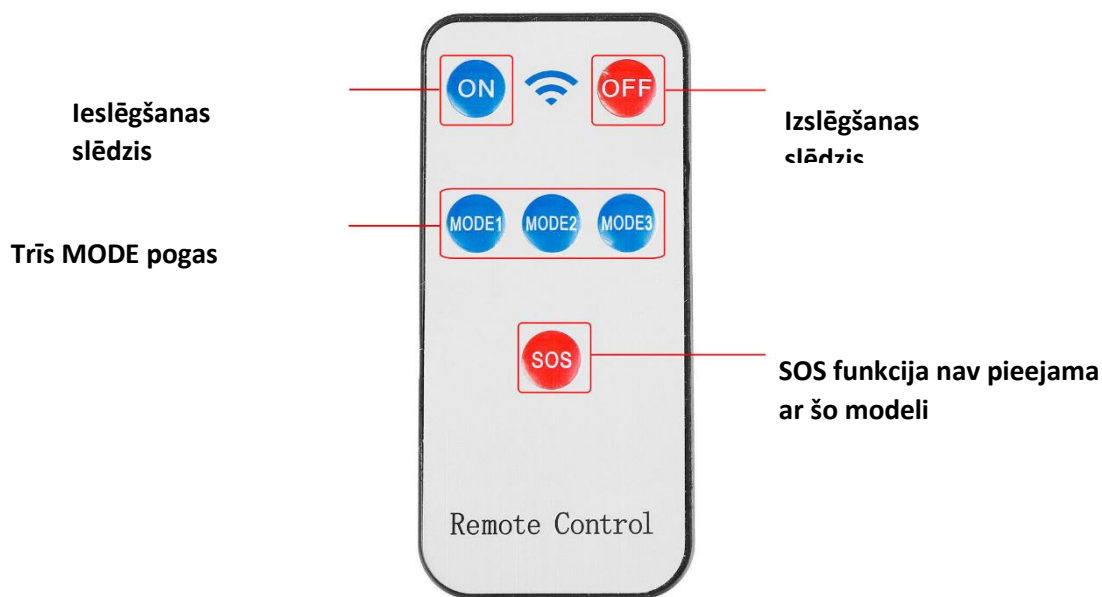 ON
OFF
Ieslēgšanas
slēdzis
Izslēgšanas
slēdzis
MODE1 MODE2 MODE3
Trīs MODE pogas
SOS
SOS funkcija nav pieejama
ar šo modeli
Remote Control